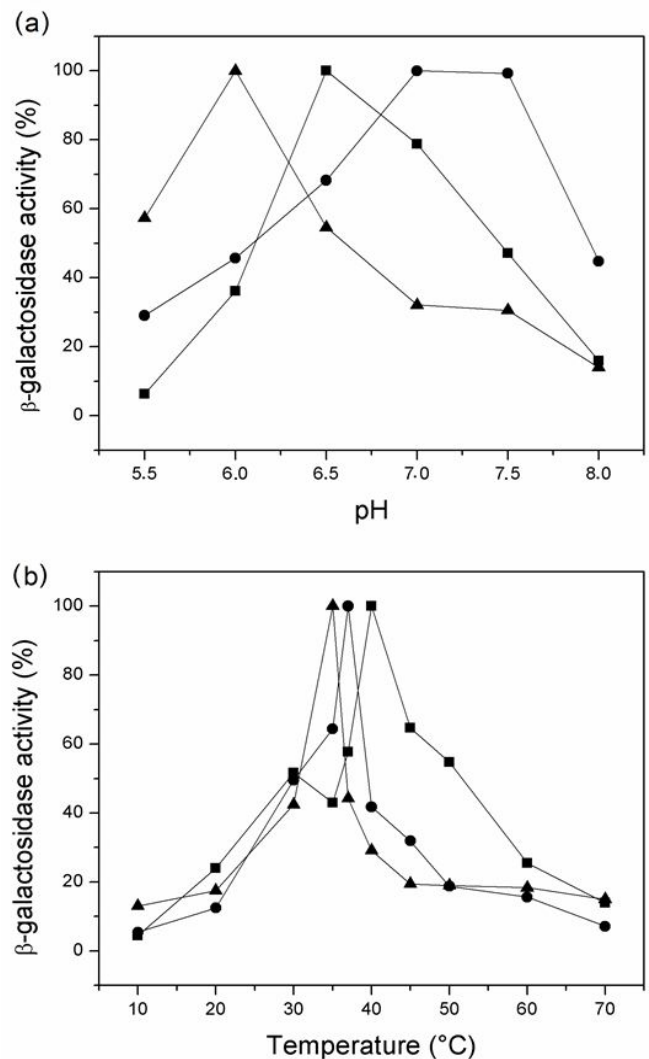 (a)
β-galactosidase activity (%)
100
80
60
40
20
0
5.5 6.0 6.5 7.0 7.5 8.0
pH
(b)
β-galactosidase activity (%)
100
80
60
40
20
0
10 20 30 40 50 60 70
Temperature (°C)